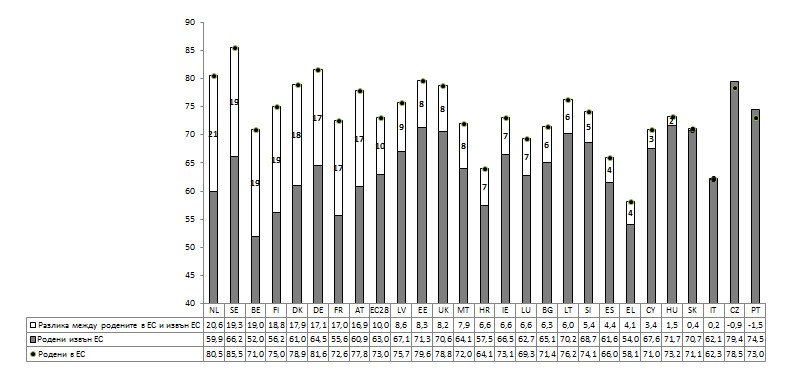 90
85
80
75
70
65
60
55
50
45
40
21 19 19 19 18 17 17 17 10 9 8 8 8 7 7 7 6 6 5 4 4 3 2 0 0
NL SE BE FI DK DE FR AT ЕС28 LV EE UK MT HR IE LU BG LT SI ES EL CY HU SK IT CZ PT
Разлика между родените в ЕС и извън ЕС 20,6 19,3 19,0 18,8 17,9 17,1 17,0 16,9 10,0 8,6 8,3 8,2 7,9 6,6 6,6 6,6 6,3 6,0 5,4 4,4 4,1 3,4 1,5 0,4 0,2 -0,9 -1,5
Родени извън ЕС 59,9 66,2 52,0 56,2 61,0 64,5 55,6 60,9 63,0 67,1 71,3 70,6 64,1 57,5 66,5 62,7 65,1 70,2 68,7 61,6 54,0 67,6 71,7 70,7 62,1 79,4 74,5
Родени в ЕС 80,5 85,5 71,0 75,0 78,9 81,6 72,6 77,8 73,0 75,7 79,6 78,8 72,0 64,1 73,1 69,3 71,4 76,2 74,1 66,0 58,1 71,0 73,2 71,1 62,3 78,5 73,0